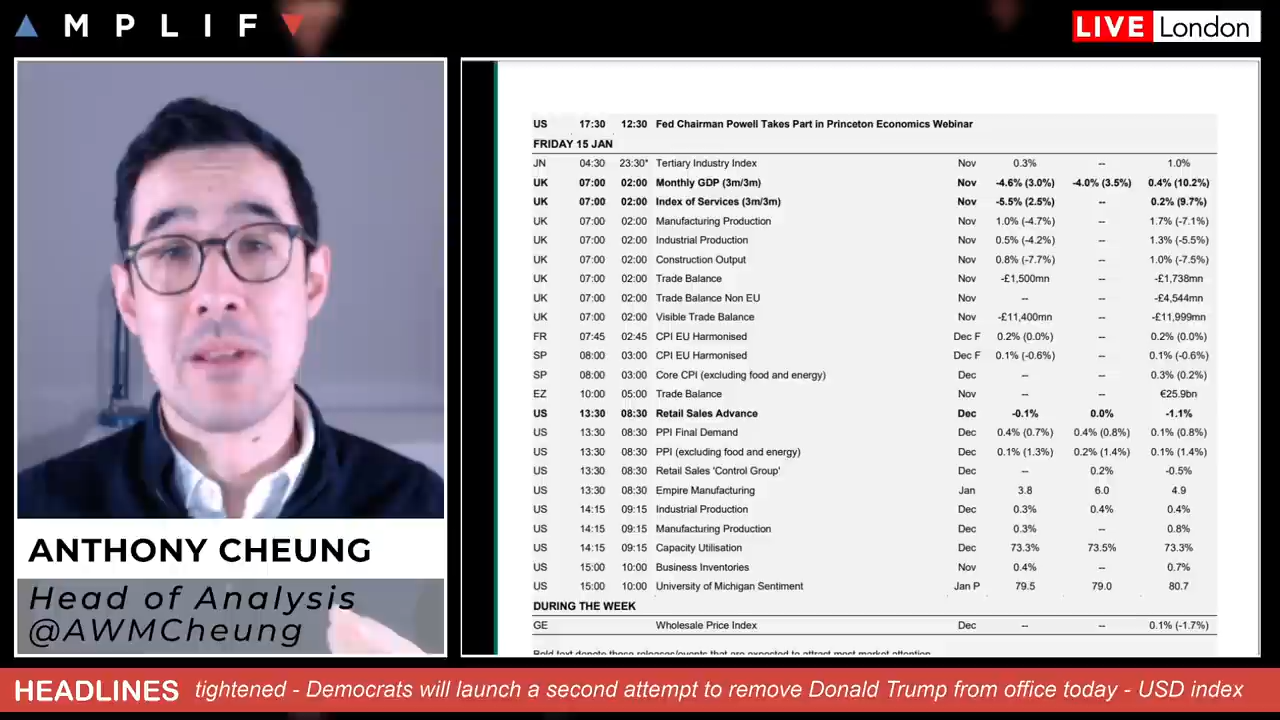 AMPLIFY
LIVE London
US 17:30 12:30 Fed Chairman Powell Takes Part in Princeton Economics Webinar
FRIDAY 15 JAN
JN 04:30 23:30* Tertiary Industry Index Nov 0.3% -- 1.0%
UK 07:00 02:00 Monthly GDP (3m/3m) Nov -4.6% (3.0%) -4.0% (3.5%) 0.4% (10.2%)
UK 07:00 02:00 Index of Services (3m/3m) Nov -5.5% (2.5%) -- 0.2% (9.7%)
UK 07:00 02:00 Manufacturing Production Nov 1.0% (-4.7%) -- 1.7% (-7.1%)
UK 07:00 02:00 Industrial Production Nov 0.5% (-4.2%) -- 1.3% (-5.5%)
UK 07:00 02:00 Construction Output Nov 0.8% (-7.7%) -- 1.0% (-7.5%)
UK 07:00 02:00 Trade Balance Nov -£1,500mn -- -£1,738mn
UK 07:00 02:00 Trade Balance Non EU Nov -- -- -£4,544mn
UK 07:00 02:00 Visible Trade Balance Nov -£11,400mn -- -£11,999mn
FR 07:45 02:45 CPI EU Harmonised Dec F 0.2% (0.0%) -- 0.2% (0.0%)
SP 08:00 03:00 CPI EU Harmonised Dec F 0.1% (-0.6%) -- 0.1% (-0.6%)
SP 08:00 03:00 Core CPI (excluding food and energy) Dec -- -- 0.3% (0.2%)
EZ 10:00 05:00 Trade Balance Nov -- -- €25.9bn
US 13:30 08:30 Retail Sales Advance Dec -0.1% 0.0% -1.1%
US 13:30 08:30 PPI Final Demand Dec 0.4% (0.7%) 0.4% (0.8%) 0.1% (0.8%)
US 13:30 08:30 PPI (excluding food and energy) Dec 0.1% (1.3%) 0.2% (1.4%) 0.1% (1.4%)
US 13:30 08:30 Retail Sales 'Control Group' Dec -- 0.2% -0.5%
US 13:30 08:30 Empire Manufacturing Jan 3.8 6.0 4.9
US 14:15 09:15 Industrial Production Dec 0.3% 0.4% 0.4%
US 14:15 09:15 Manufacturing Production Dec 0.3% -- 0.8%
US 14:15 09:15 Capacity Utilisation Dec 73.3% 73.5% 73.3%
US 15:00 10:00 Business Inventories Nov 0.4% -- 0.7%
US 15:00 10:00 University of Michigan Sentiment Jan P 79.5 79.0 80.7
DURING THE WEEK
GE Wholesale Price Index Dec -- -- 0.1% (-1.7%)
Bold text denote those releases/events that are expected to attract most market attention
ANTHONY CHEUNG
Head of Analysis
@AWMCheung
HEADLINES tightened - Democrats will launch a second attempt to remove Donald Trump from office today - USD index